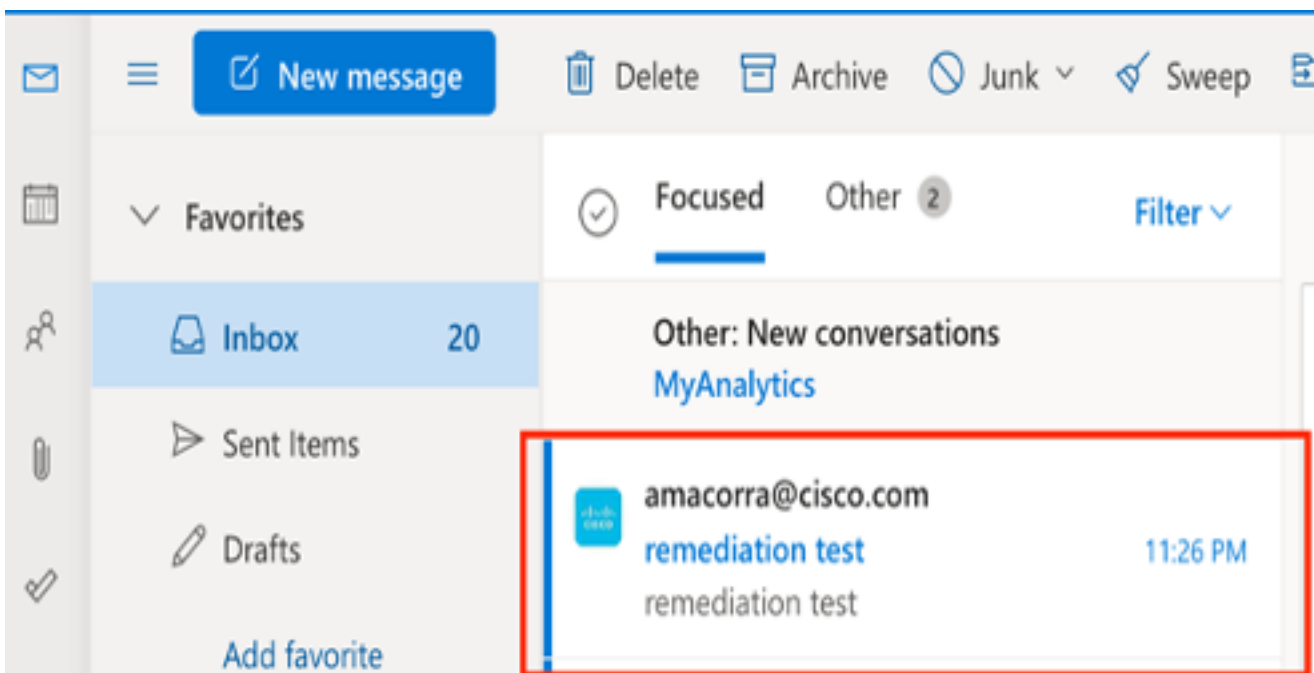 New message
Delete
Archive
Junk
Sweep
Favorites
Focused
Other 2
Filter
Inbox 20
Other: New conversations
MyAnalytics
Sent Items
amacorra@cisco.com
remediation test 11:26 PM
remediation test
Drafts
Add favorite